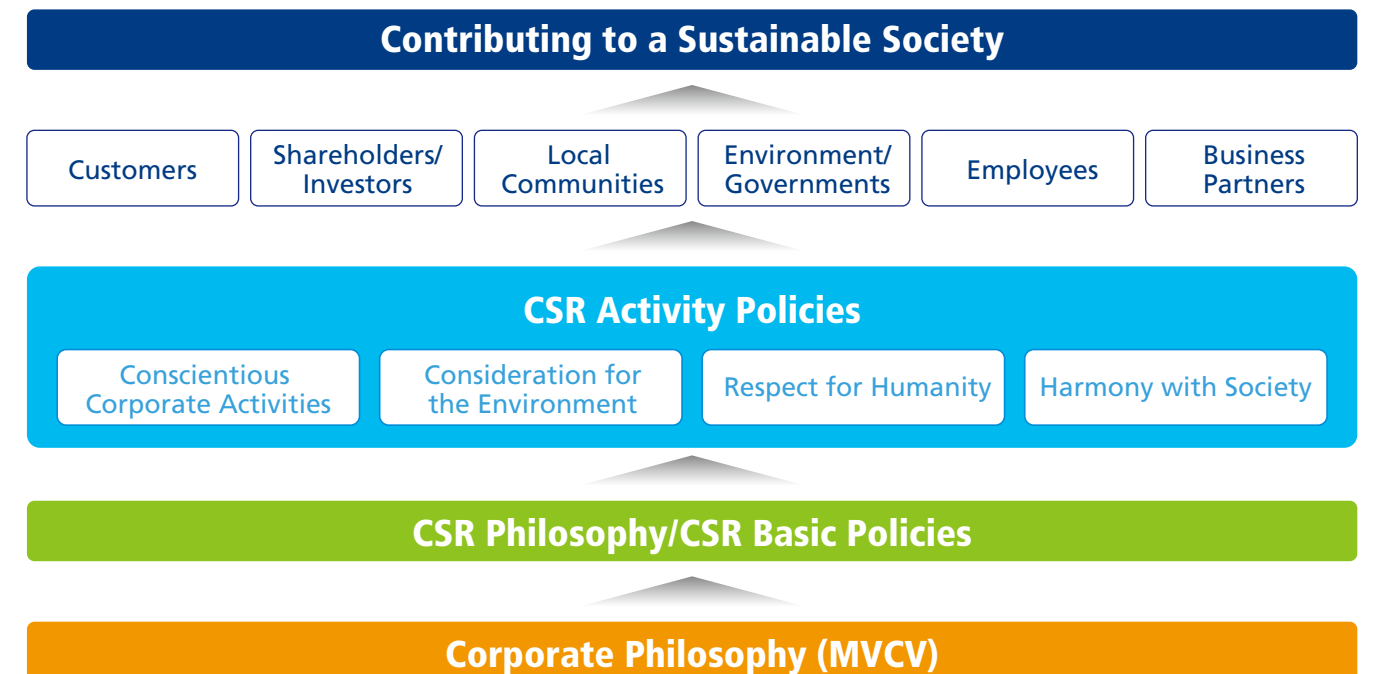 Contributing to a Sustainable Society
Customers
Shareholders/
Investors
Local
Communities
Environment/
Governments
Employees
Business
Partners
CSR Activity Policies
Conscientious
Corporate Activities
Consideration for
the Environment
Respect for Humanity
Harmony with Society
CSR Philosophy/CSR Basic Policies
Corporate Philosophy (MVCV)